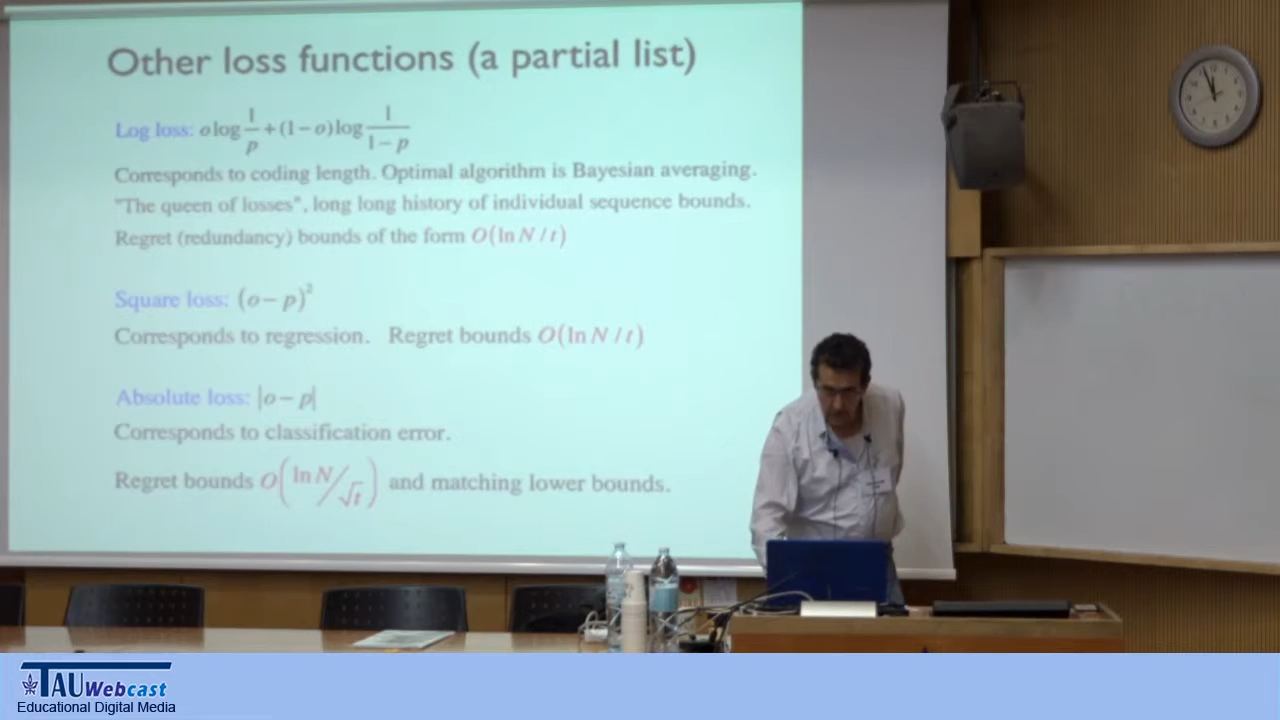 Other loss functions (a partial list)
Log loss: o log 1/p + (1 − o) log 1/(1 − p)
Corresponds to coding length. Optimal algorithm is Bayesian averaging.
"The queen of losses", long long history of individual sequence bounds.
Regret (redundancy) bounds of the form O(ln N / t)
Square loss: (o − p)²
Corresponds to regression. Regret bounds O(ln N / t)
Absolute loss: |o − p|
Corresponds to classification error.
Regret bounds O(ln N/√t) and matching lower bounds.
TAU Webcast
Educational Digital Media